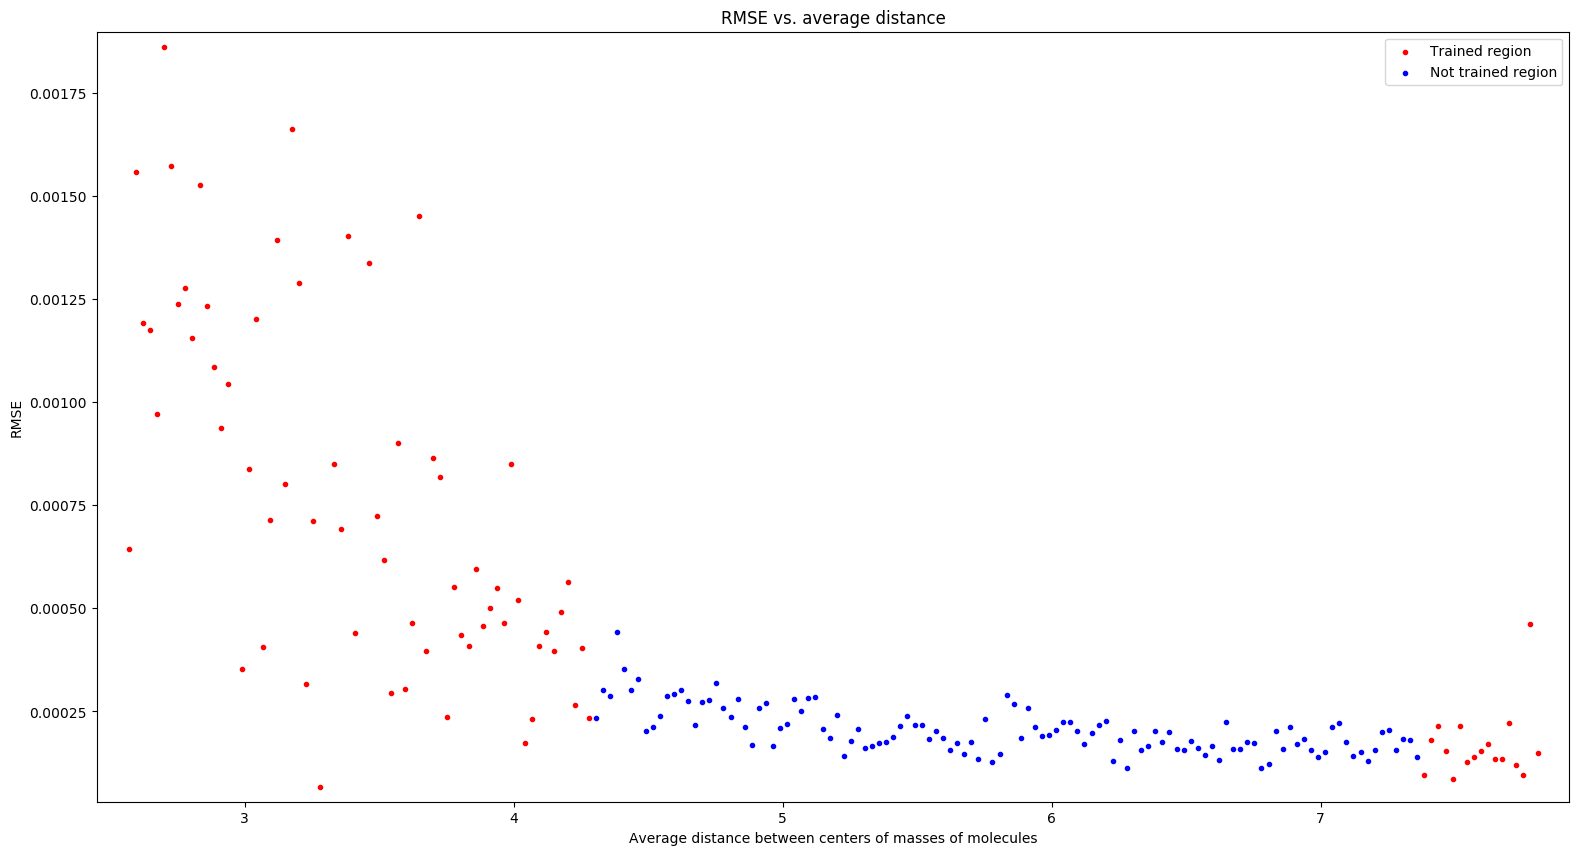 RMSE vs. average distance
Trained region
Not trained region
0.00175
0.00150
0.00125
0.00100
0.00075
0.00050
0.00025
RMSE
3 4 5 6 7
Average distance between centers of masses of molecules